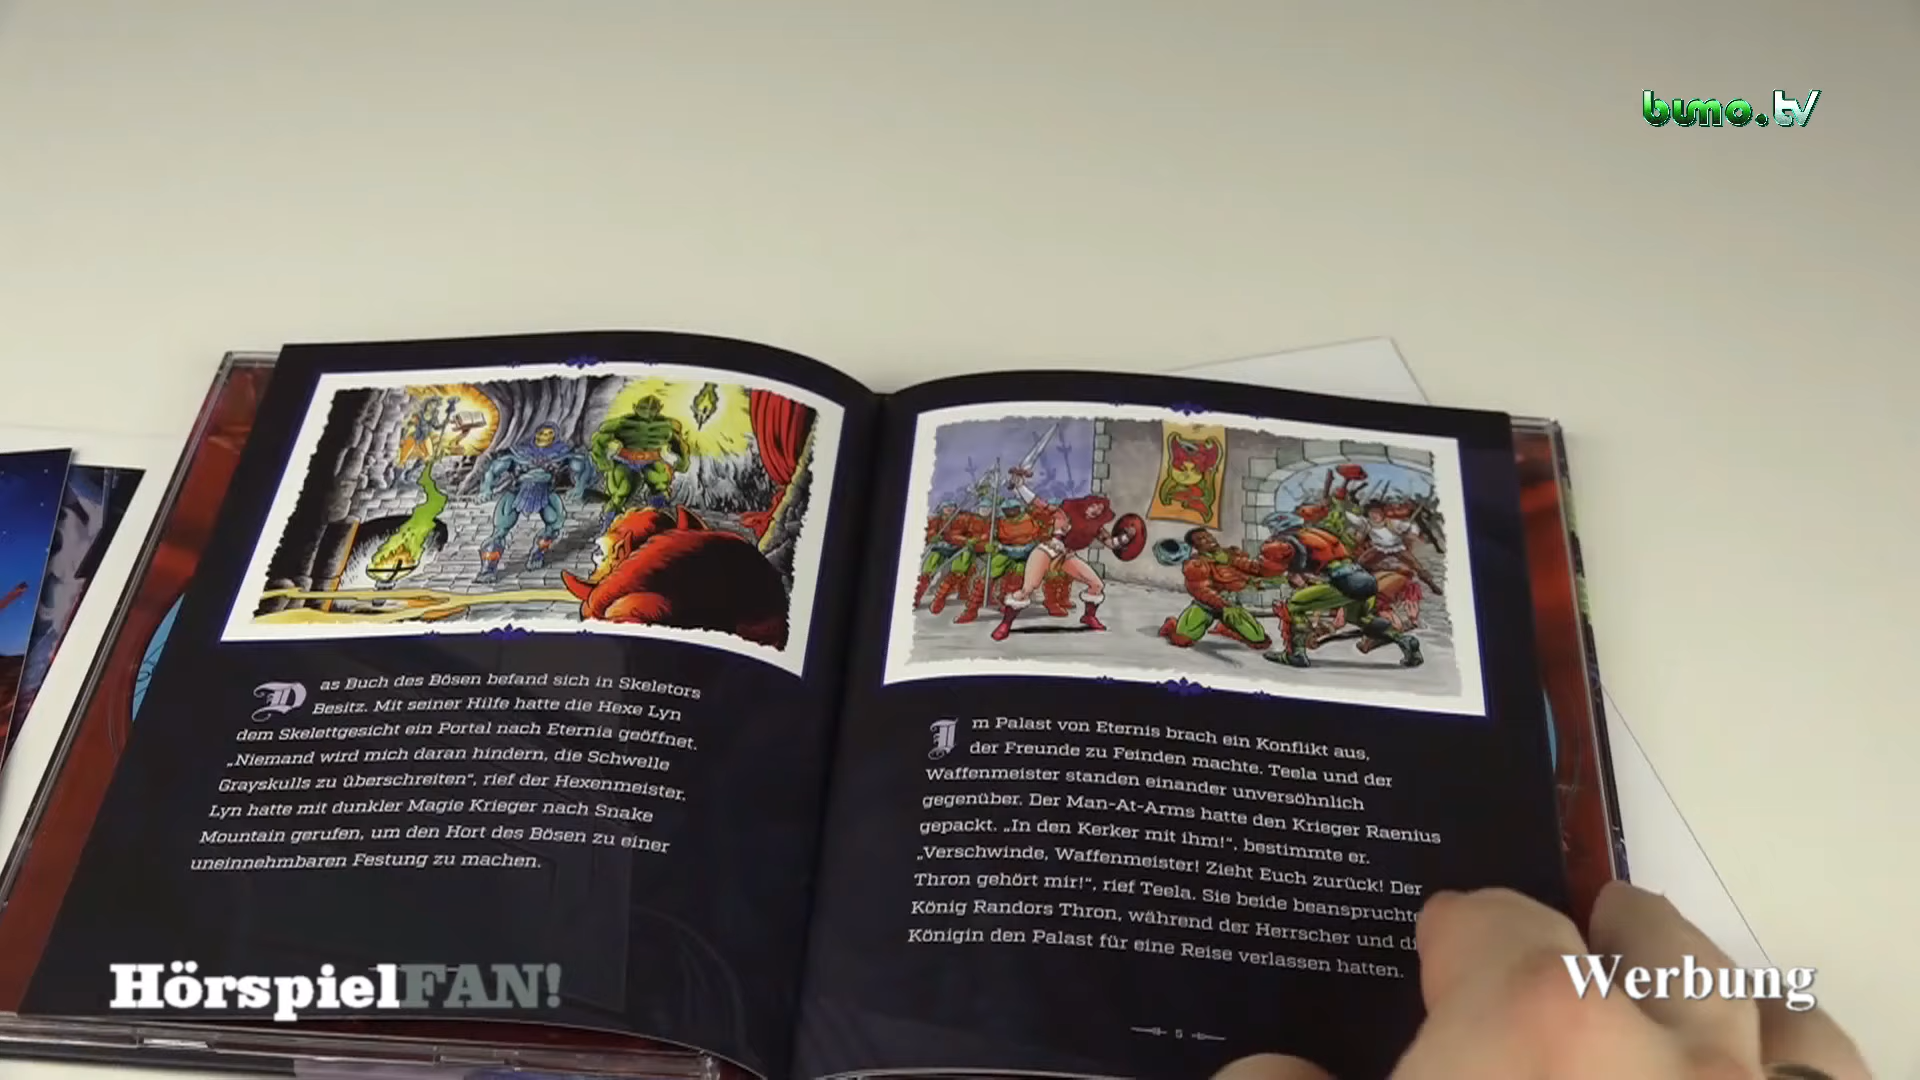 bumo.tv
Das Buch des Bösen befand sich in Skeletors
Besitz. Mit seiner Hilfe hatte die Hexe Lyn
dem Skelettgesicht ein Portal nach Eternia geöffnet.
„Niemand wird mich daran hindern, die Schwelle
Grayskulls zu überschreiten“, rief der Hexenmeister.
Lyn hatte mit dunkler Magie Krieger nach Snake
Mountain gerufen, um den Hort des Bösen zu einer
uneinnehmbaren Festung zu machen.
Im Palast von Eternis brach ein Konflikt aus,
der Freunde zu Feinden machte. Teela und der
Waffenmeister standen einander unversöhnlich
gegenüber. Der Man-At-Arms hatte den Krieger Raenius
gepackt. „In den Kerker mit ihm!“, bestimmte er.
„Verschwinde, Waffenmeister! Zieht Euch zurück! Der
Thron gehört mir!“, rief Teela. Sie beide beanspruchte
König Randors Thron, während der Herrscher und di
Königin den Palast für eine Reise verlassen hatten.
5
HörspielFAN!
Werbung